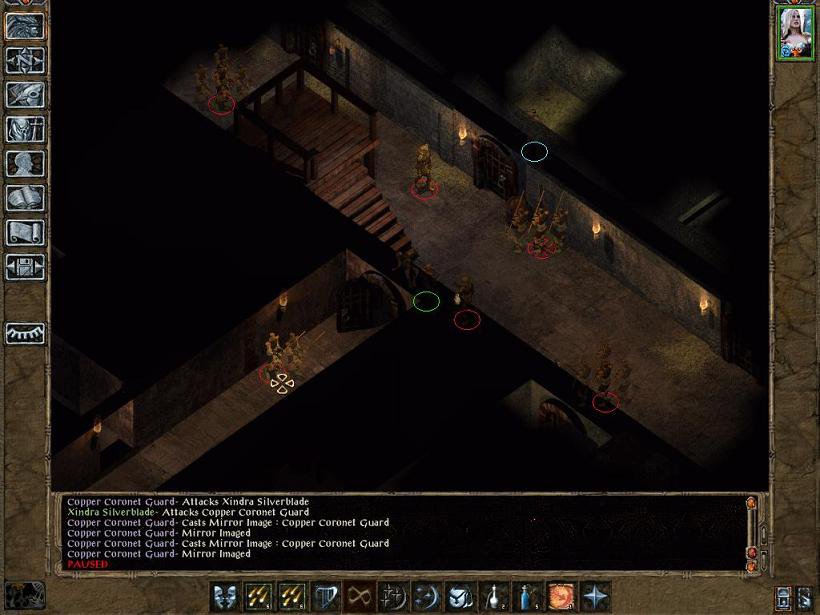 Copper Coronet Guard- Attacks Xindra Silverblade
Xindra Silverblade- Attacks Copper Coronet Guard
Copper Coronet Guard- Casts Mirror Image : Copper Coronet Guard
Copper Coronet Guard- Mirror Imaged
Copper Coronet Guard- Casts Mirror Image : Copper Coronet Guard
Copper Coronet Guard- Mirror Imaged
PAUSED